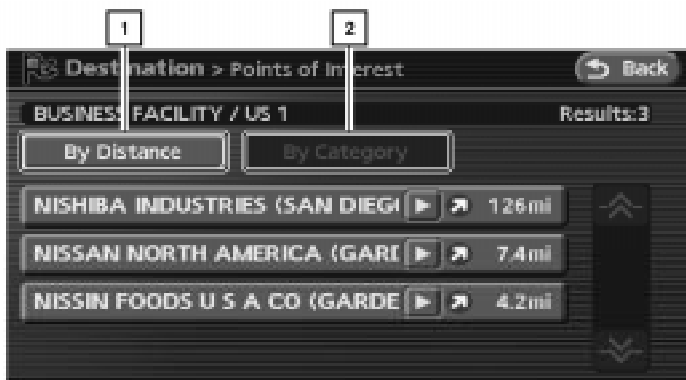 1 2
Destination > Points of Interest Back
BUSINESS FACILITY / US 1 Results:3
By Distance By Category
NISHIBA INDUSTRIES (SAN DIEG 126mi
NISSAN NORTH AMERICA (GARD 7.4mi
NISSIN FOODS U S A CO (GARDE 4.2mi